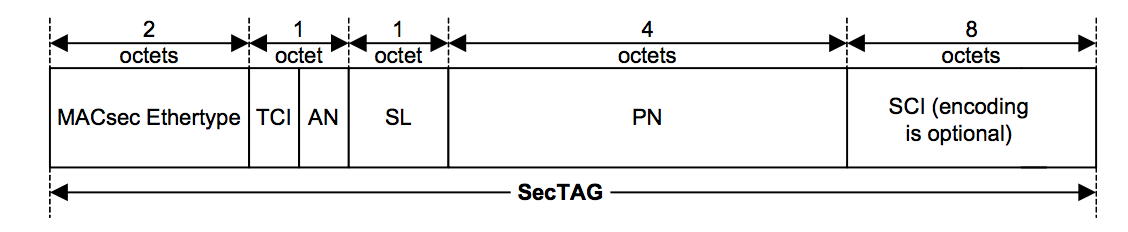 2 1 1 4 8
octets octet octet octets octets
MACsec Ethertype TCI AN SL PN SCI (encoding
is optional)
SecTAG